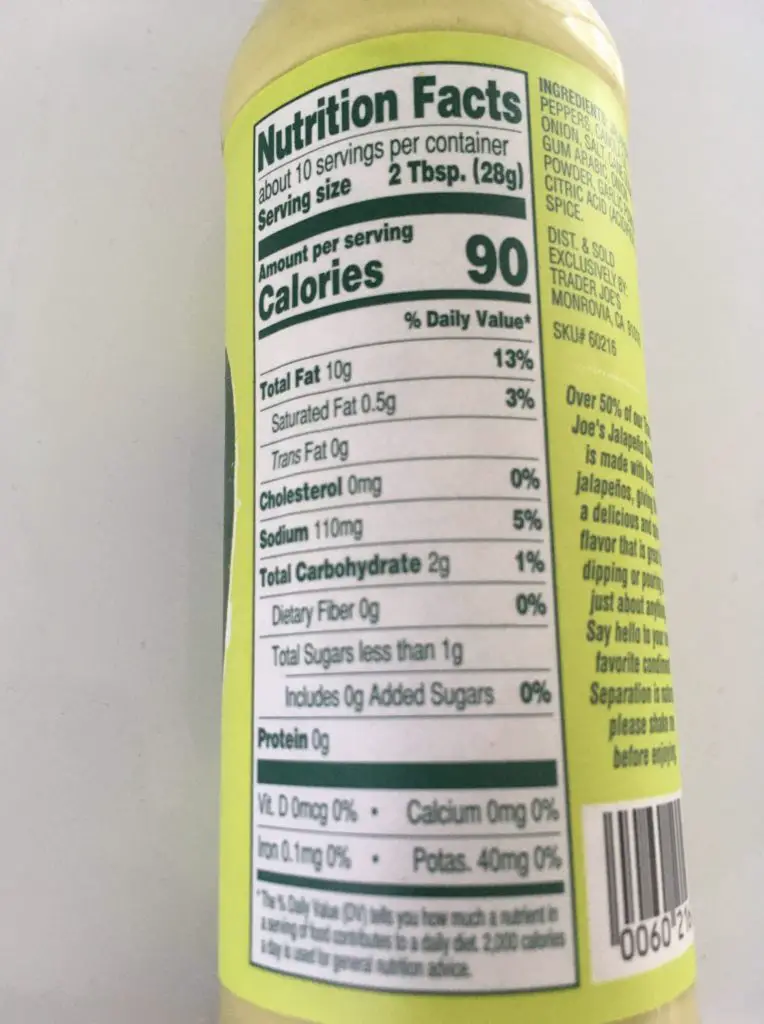 Nutrition Facts
about 10 servings per container
Serving size 2 Tbsp. (28g)
Amount per serving
Calories 90
% Daily Value*
Total Fat 10g 13%
Saturated Fat 0.5g 3%
Trans Fat 0g
Cholesterol 0mg 0%
Sodium 110mg 5%
Total Carbohydrate 2g 1%
Dietary Fiber 0g 0%
Total Sugars less than 1g
Includes 0g Added Sugars 0%
Protein 0g
Vit. D 0mcg 0% • Calcium 0mg 0%
Iron 0.1mg 0% • Potas. 40mg 0%
*The % Daily Value (DV) tells you how much a nutrient in
a serving of food contributes to a daily diet. 2,000 calories
a day is used for general nutrition advice.
PEPPERS,
ONION, SALT,
GUM ARABIC,
POWDER, GARLIC
CITRIC ACID
SPICE.
DIST. & SOLD
EXCLUSIVELY BY:
TRADER JOE'S
MONROVIA, CA
SKU# 60216
Over 50% of our
Joe's Jalapeño
is made with
jalapeños,
a delicious and
flavor that is
dipping or
just about
Say hello to
favorite
Separation is
please shake
before
0060